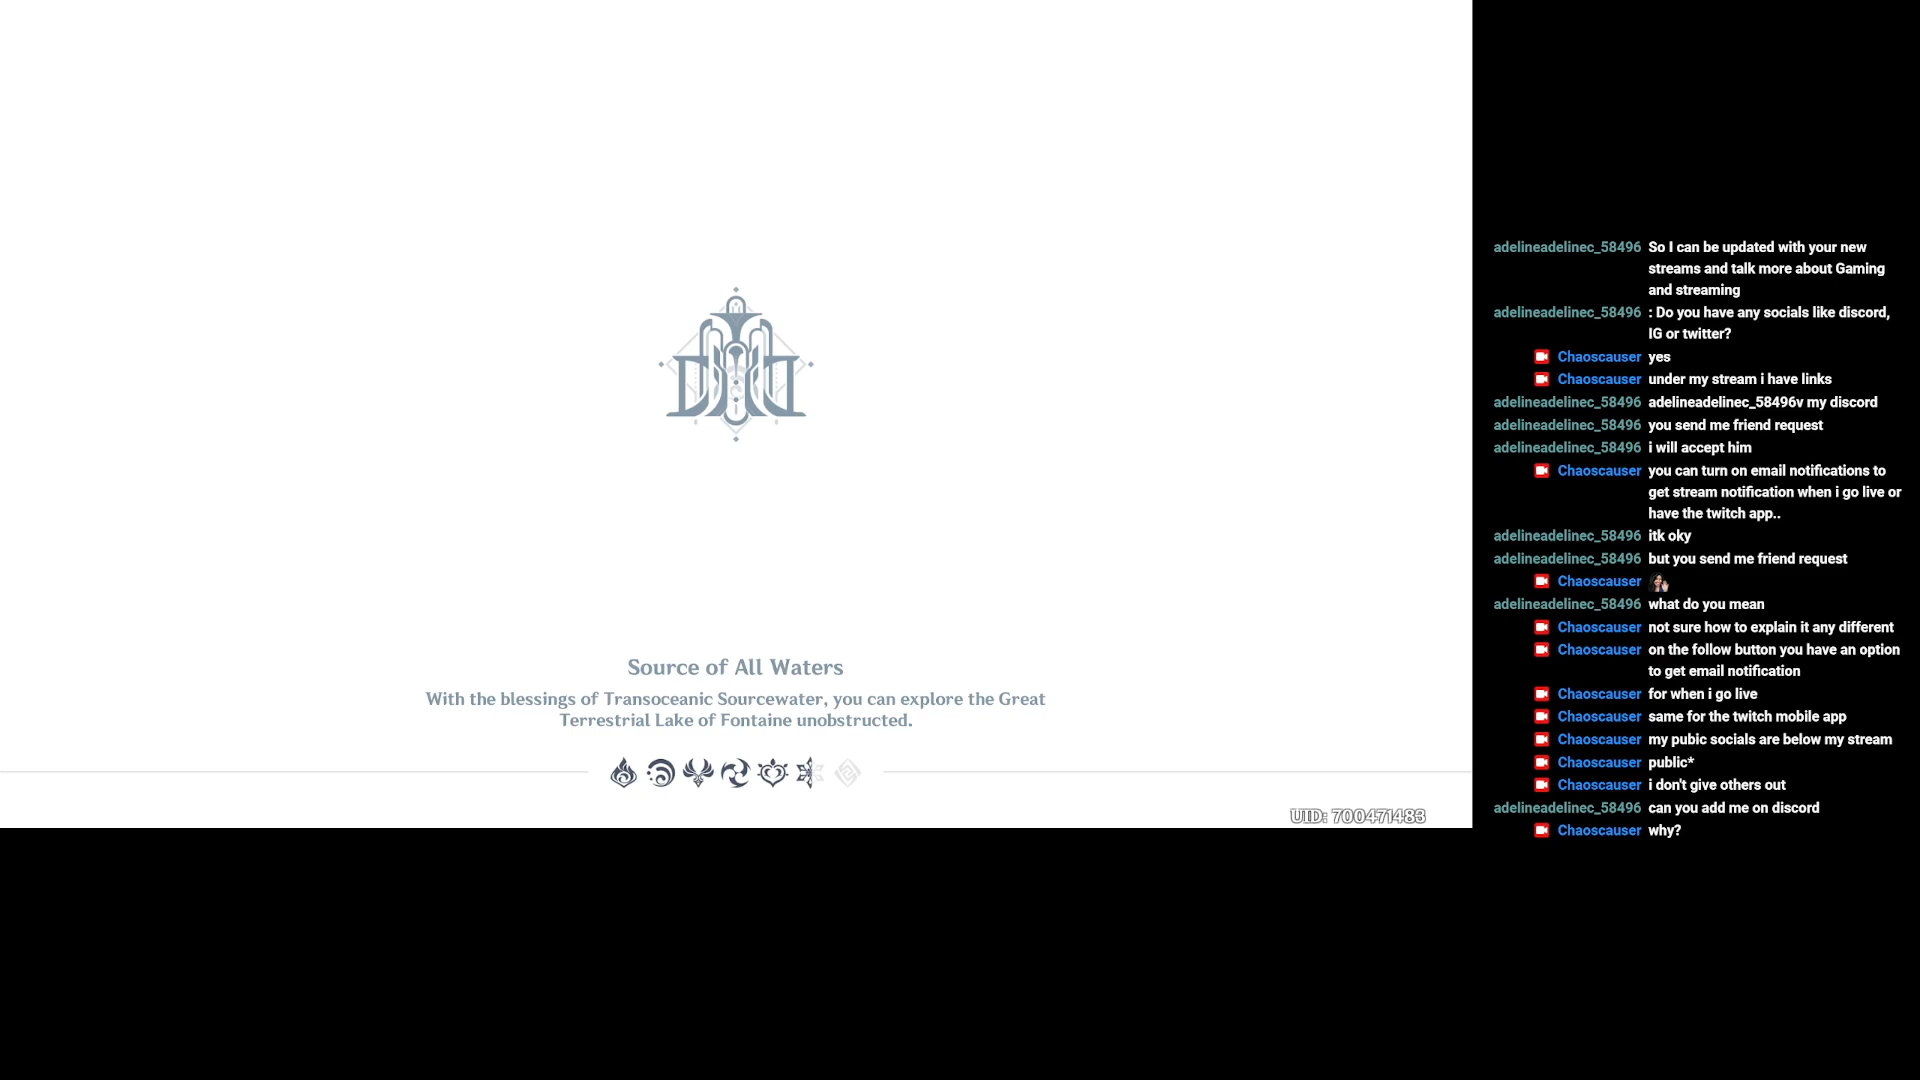 Source of All Waters
With the blessings of Transoceanic Sourcewater, you can explore the Great
Terrestrial Lake of Fontaine unobstructed.
UID: 700471483
adelineadelinec_58496 So I can be updated with your new
streams and talk more about Gaming
and streaming
adelineadelinec_58496 : Do you have any socials like discord,
IG or twitter?
Chaoscauser yes
Chaoscauser under my stream i have links
adelineadelinec_58496 adelineadelinec_58496v my discord
adelineadelinec_58496 you send me friend request
adelineadelinec_58496 i will accept him
Chaoscauser you can turn on email notifications to
get stream notification when i go live or
have the twitch app..
adelineadelinec_58496 itk oky
adelineadelinec_58496 but you send me friend request
Chaoscauser
adelineadelinec_58496 what do you mean
Chaoscauser not sure how to explain it any different
Chaoscauser on the follow button you have an option
to get email notification
Chaoscauser for when i go live
Chaoscauser same for the twitch mobile app
Chaoscauser my pubic socials are below my stream
Chaoscauser public*
Chaoscauser i don't give others out
adelineadelinec_58496 can you add me on discord
Chaoscauser why?